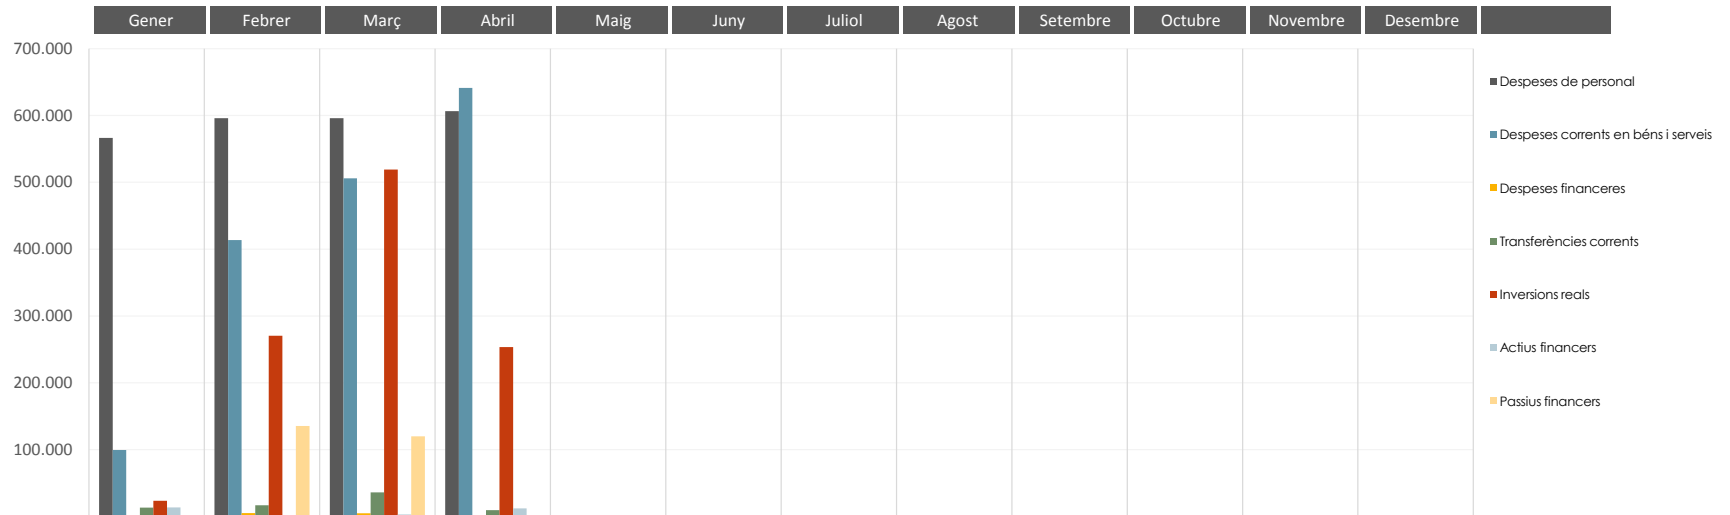 Gener Febrer Març Abril Maig Juny Juliol Agost Setembre Octubre Novembre Desembre
700.000
600.000
500.000
400.000
300.000
200.000
100.000
Despeses de personal
Despeses corrents en béns i serveis
Despeses financeres
Transferències corrents
Inversions reals
Actius financers
Passius financers